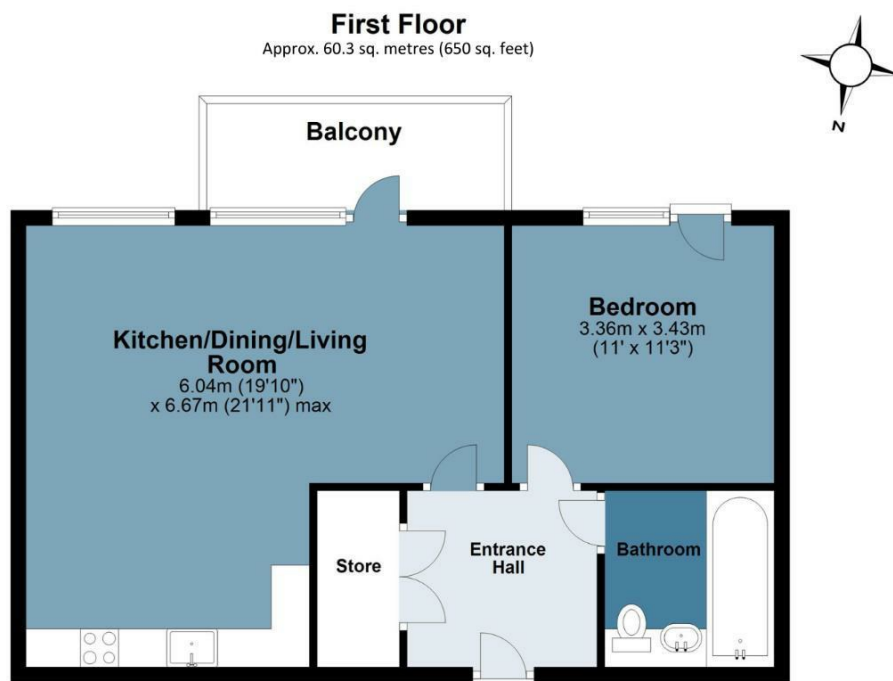 First Floor
Approx. 60.3 sq. metres (650 sq. feet)
N
Balcony
Kitchen/Dining/Living
Room
6.04m (19'10")
x 6.67m (21'11") max
Bedroom
3.36m x 3.43m
(11' x 11'3")
Store
Entrance
Hall
Bathroom